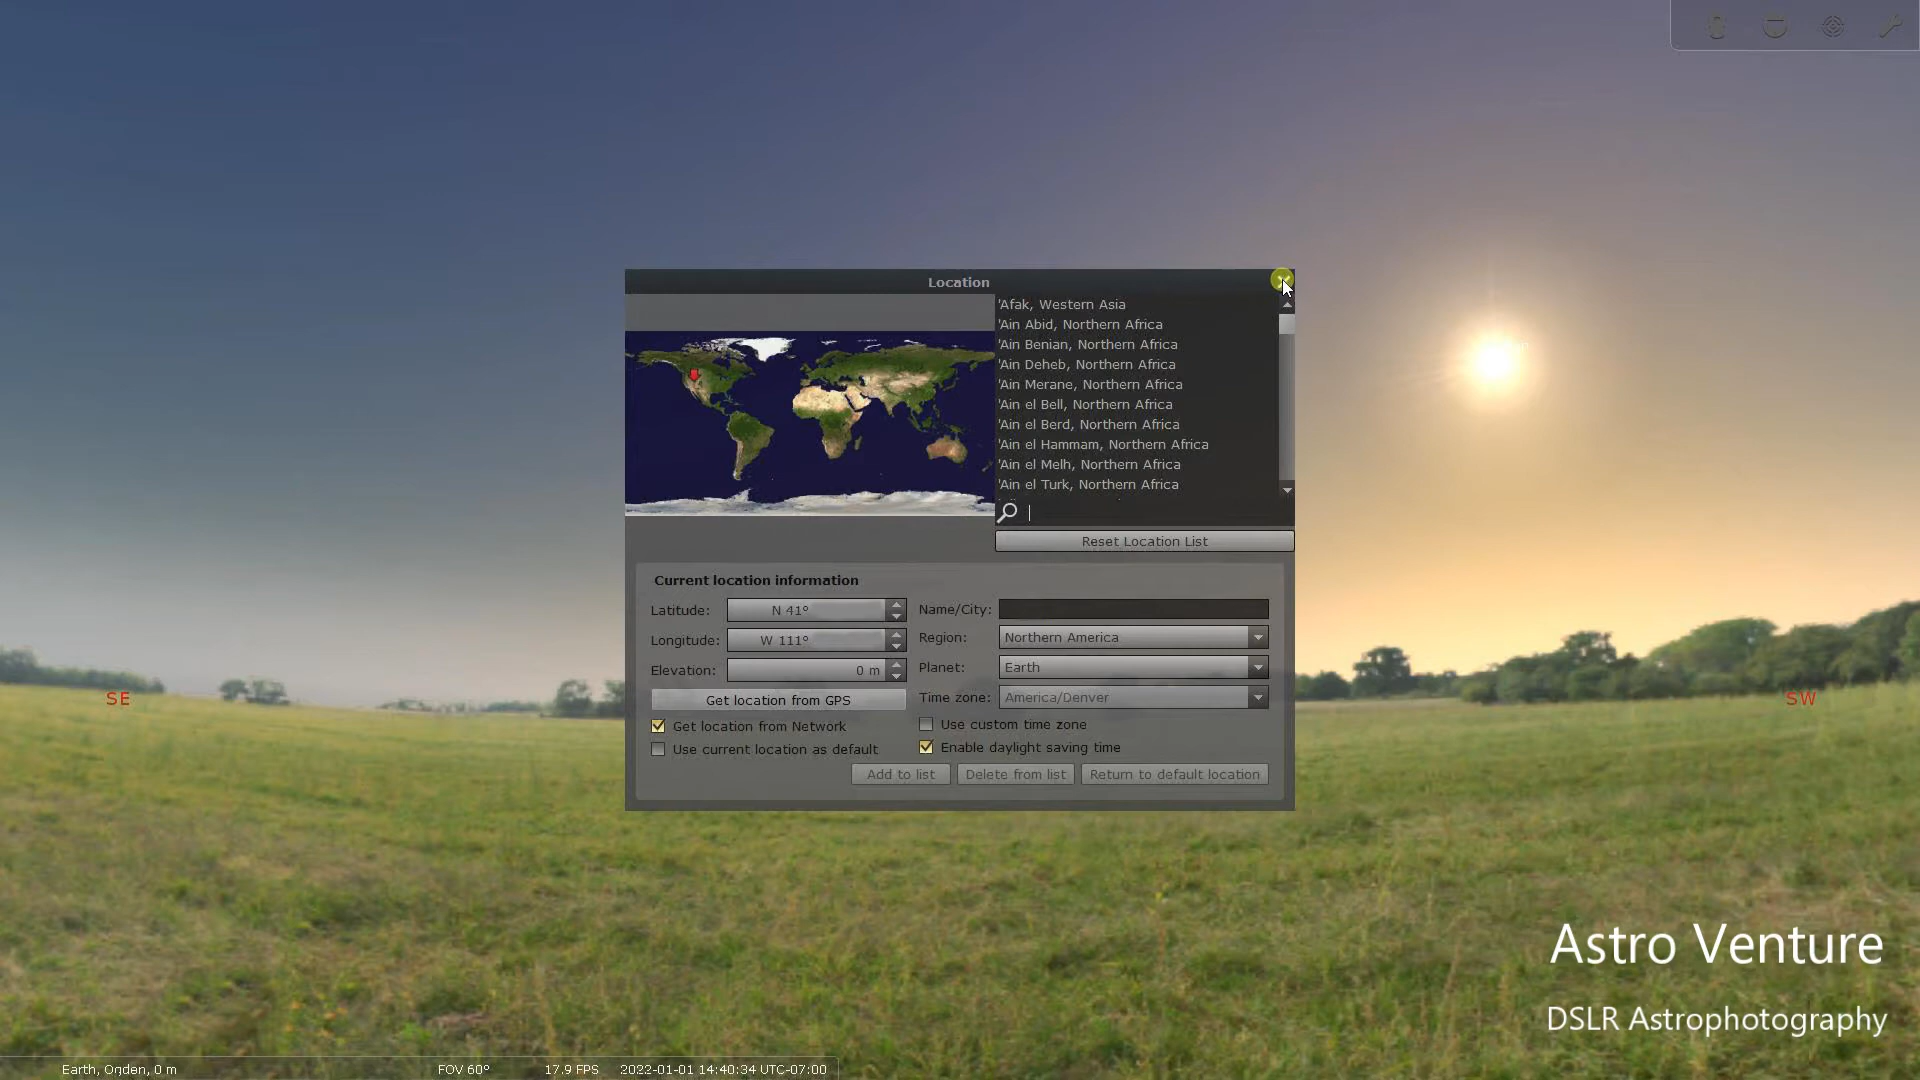 Location
'Afak, Western Asia
'Ain Abid, Northern Africa
'Ain Benian, Northern Africa
'Ain Deheb, Northern Africa
'Ain Merane, Northern Africa
'Ain el Bell, Northern Africa
'Ain el Berd, Northern Africa
'Ain el Hammam, Northern Africa
'Ain el Melh, Northern Africa
'Ain el Turk, Northern Africa
Reset Location List
Current location information
Latitude: N 41°
Name/City:
Longitude: W 111°
Region: Northern America
Elevation: 0 m
Planet: Earth
Get location from GPS
Time zone: America/Denver
Get location from Network
Use custom time zone
Use current location as default
Enable daylight saving time
Add to list
Delete from list
Return to default location
SE
SW
Astro Venture
DSLR Astrophotography
Earth, Ogden, 0 m
FOV 60°
17.9 FPS
2022-01-01 14:40:34 UTC-07:00